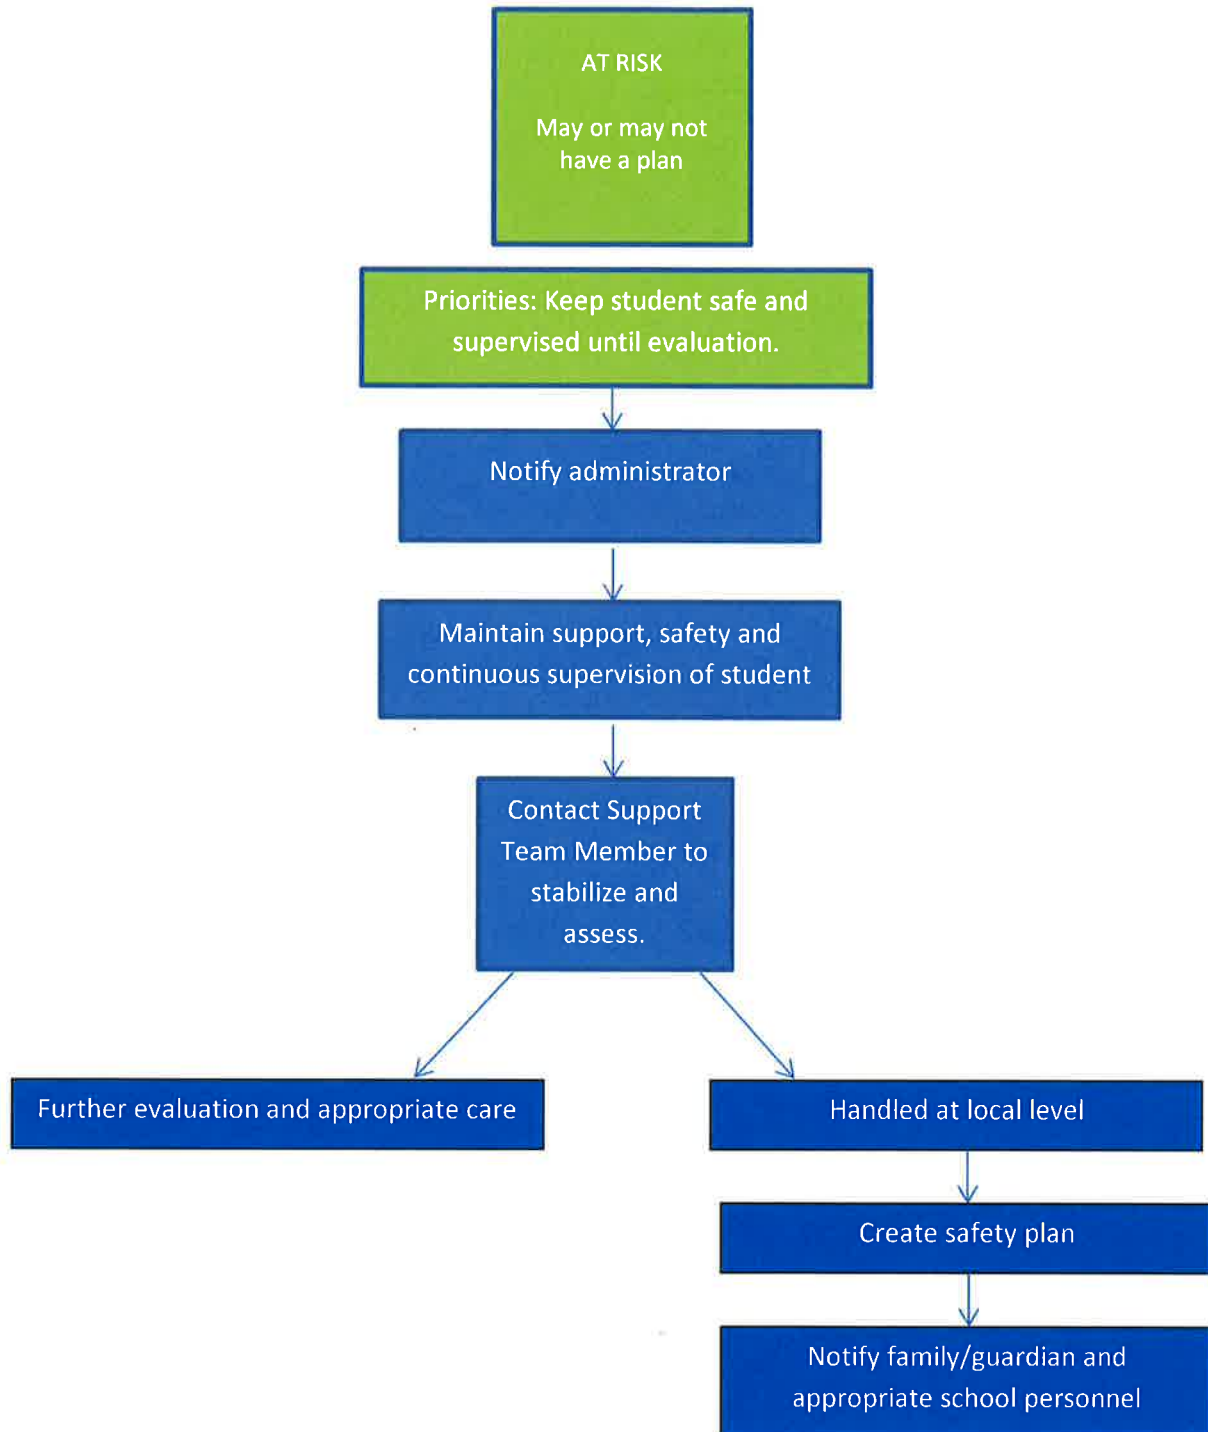 AT RISK
May or may not
have a plan
Priorities: Keep student safe and
supervised until evaluation.
Notify administrator
Maintain support, safety and
continuous supervision of student
Contact Support
Team Member to
stabilize and
assess.
Further evaluation and appropriate care
Handled at local level
Create safety plan
Notify family/guardian and
appropriate school personnel